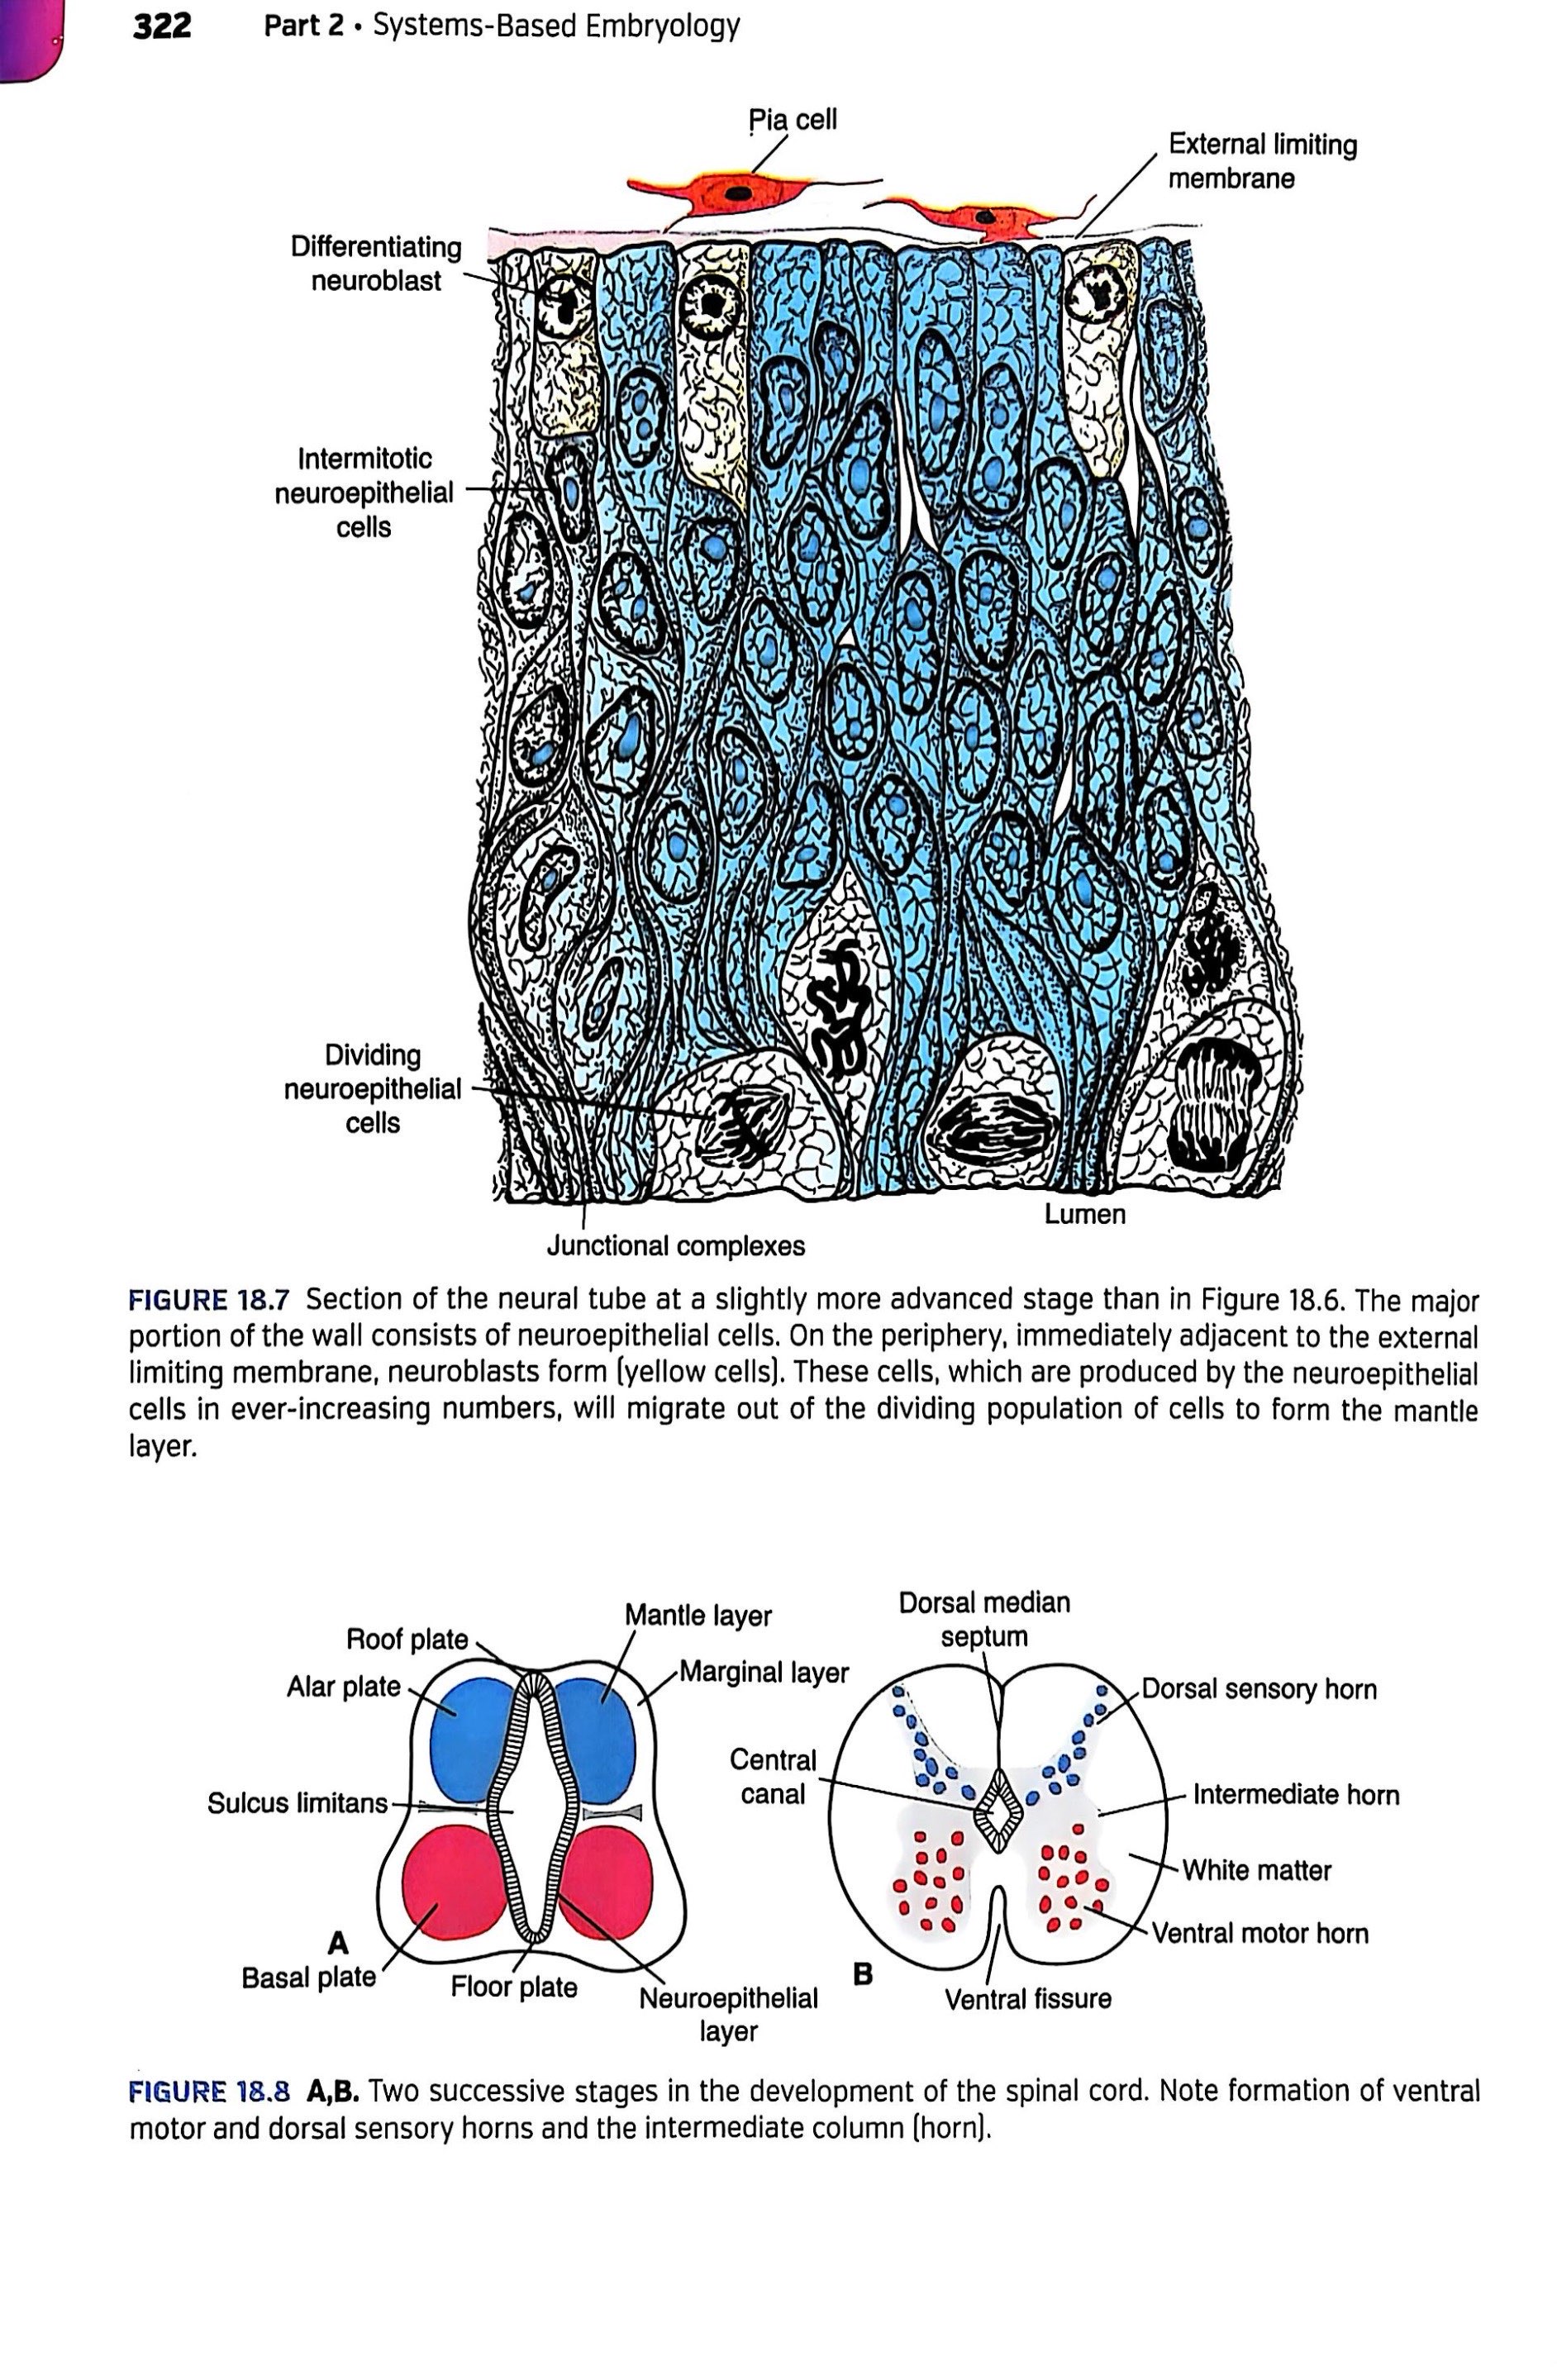 322 Part 2 • Systems-Based Embryology
Pia cell
External limiting
membrane
Differentiating
neuroblast
Intermitotic
neuroepithelial
cells
Dividing
neuroepithelial
cells
Lumen
Junctional complexes
FIGURE 18.7 Section of the neural tube at a slightly more advanced stage than in Figure 18.6. The major
portion of the wall consists of neuroepithelial cells. On the periphery, immediately adjacent to the external
limiting membrane, neuroblasts form (yellow cells). These cells, which are produced by the neuroepithelial
cells in ever-increasing numbers, will migrate out of the dividing population of cells to form the mantle
layer.
Mantle layer
Roof plate
Marginal layer
Alar plate
Sulcus limitans
A
Basal plate
Floor plate
Neuroepithelial
layer
Dorsal median
septum
Dorsal sensory horn
Central
canal
Intermediate horn
White matter
Ventral motor horn
B
Ventral fissure
FIGURE 18.8 A,B. Two successive stages in the development of the spinal cord. Note formation of ventral
motor and dorsal sensory horns and the intermediate column (horn).